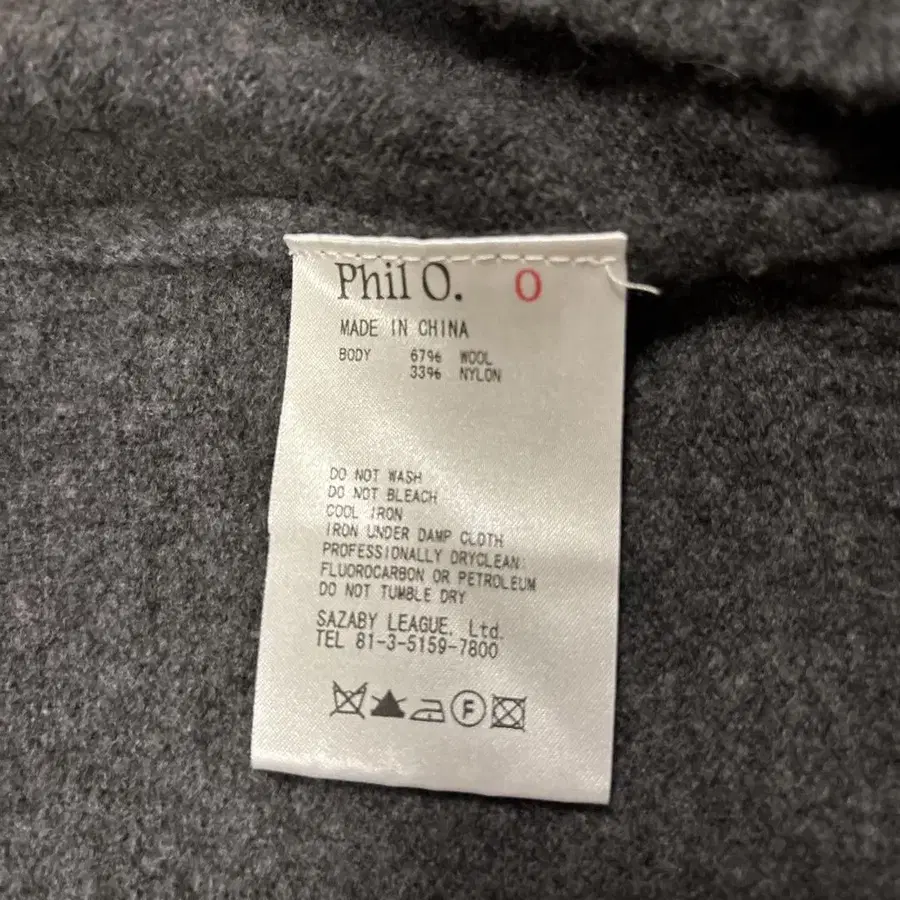 Phil O. O
MADE IN CHINA
BODY 67% WOOL
33% NYLON
DO NOT WASH
DO NOT BLEACH
COOL IRON
IRON UNDER DAMP CLOTH
PROFESSIONALLY DRYCLEAN:
FLUOROCARBON OR PETROLEUM
DO NOT TUMBLE DRY
SAZABY LEAGUE. Ltd.
TEL 81-3-5159-7800
F